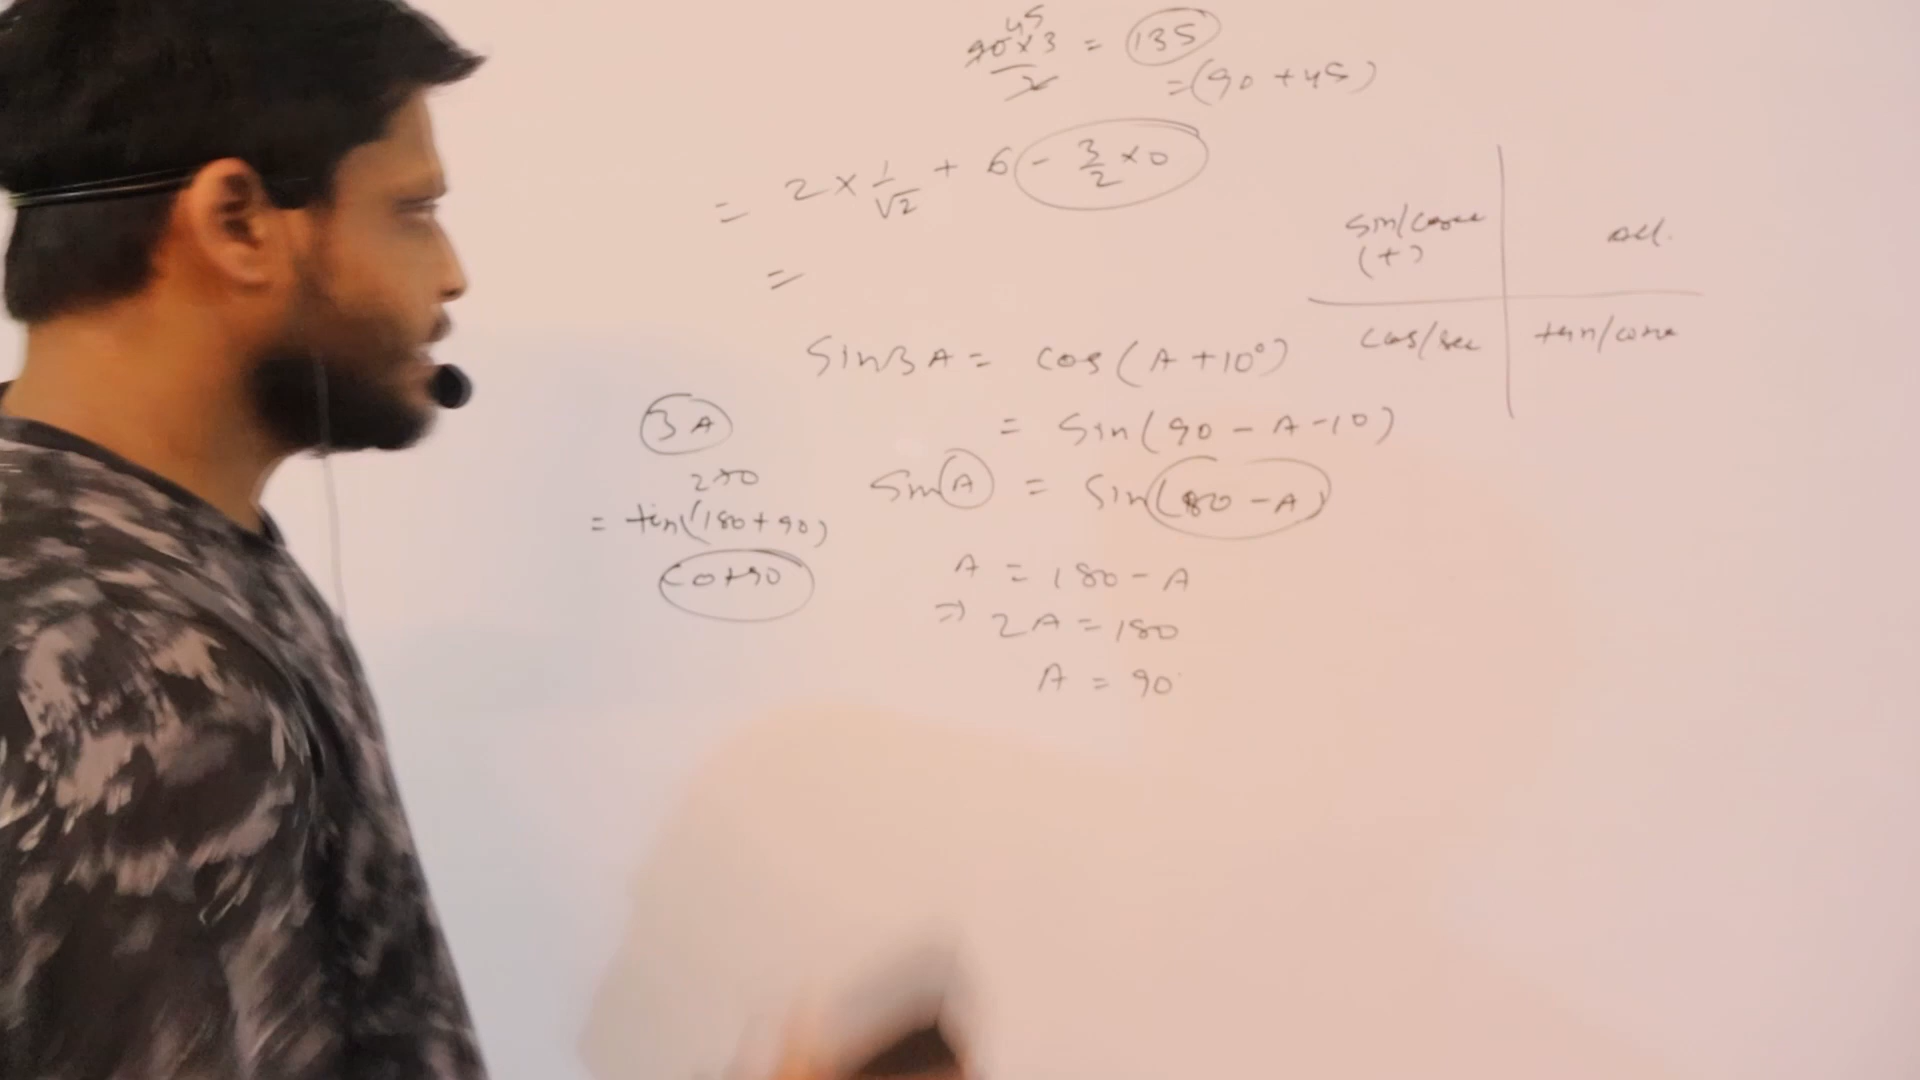 45
90×3/2 = 135
=(90 + 45)
= 2 × 1/√2 + 6 - 3/2 × 0
=
sin/cosec
(+)
all.
cos/sec
tan/
sin3A = cos(A + 10°)
= sin(90 - A - 10)
3A
sin A = sin(80 - A)
270
= tan(180 + 90)
cot 90
A = 180 - A
⇒ 2A = 180
A = 90